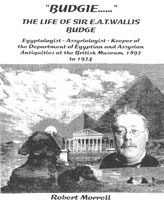 "BUDGIE......"
THE LIFE OF SIR E.A.T.WALLIS
BUDGE
Egyptologist - Assyriologist - Keeper of
the Department of Egyptian and Assyrian
Antiquities at the British Museum, 1892
to 1924
Robert Morrell